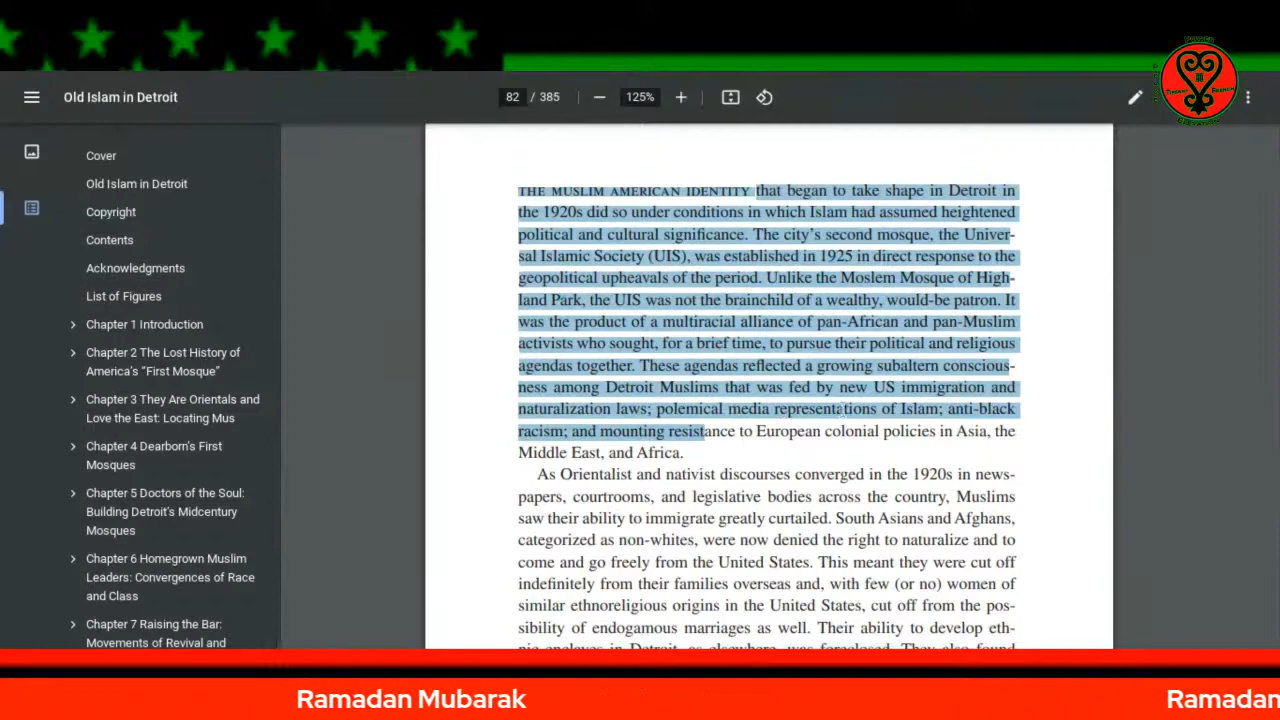 Old Islam in Detroit
82 / 385
125%
Cover
Old Islam in Detroit
Copyright
Contents
Acknowledgments
List of Figures
Chapter 1 Introduction
Chapter 2 The Lost History of
America's “First Mosque”
Chapter 3 They Are Orientals and
Love the East: Locating Mus
Chapter 4 Dearborn's First
Mosques
Chapter 5 Doctors of the Soul:
Building Detroit's Midcentury
Mosques
Chapter 6 Homegrown Muslim
Leaders: Convergences of Race
and Class
Chapter 7 Raising the Bar:
Movements of Revival and
THE MUSLIM AMERICAN IDENTITY that began to take shape in Detroit in
the 1920s did so under conditions in which Islam had assumed heightened
political and cultural significance. The city's second mosque, the Univer-
sal Islamic Society (UIS), was established in 1925 in direct response to the
geopolitical upheavals of the period. Unlike the Moslem Mosque of High-
land Park, the UIS was not the brainchild of a wealthy, would-be patron. It
was the product of a multiracial alliance of pan-African and pan-Muslim
activists who sought, for a brief time, to pursue their political and religious
agendas together. These agendas reflected a growing subaltern conscious-
ness among Detroit Muslims that was fed by new US immigration and
naturalization laws; polemical media representations of Islam; anti-black
racism; and mounting resistance to European colonial policies in Asia, the
Middle East, and Africa.
As Orientalist and nativist discourses converged in the 1920s in news-
papers, courtrooms, and legislative bodies across the country, Muslims
saw their ability to immigrate greatly curtailed. South Asians and Afghans,
categorized as non-whites, were now denied the right to naturalize and to
come and go freely from the United States. This meant they were cut off
indefinitely from their families overseas and, with few (or no) women of
similar ethnoreligious origins in the United States, cut off from the pos-
sibility of endogamous marriages as well. Their ability to develop eth-
nic enclaves in Detroit, as elsewhere, was foreclosed. They also found
Ramadan Mubarak
Ramadan